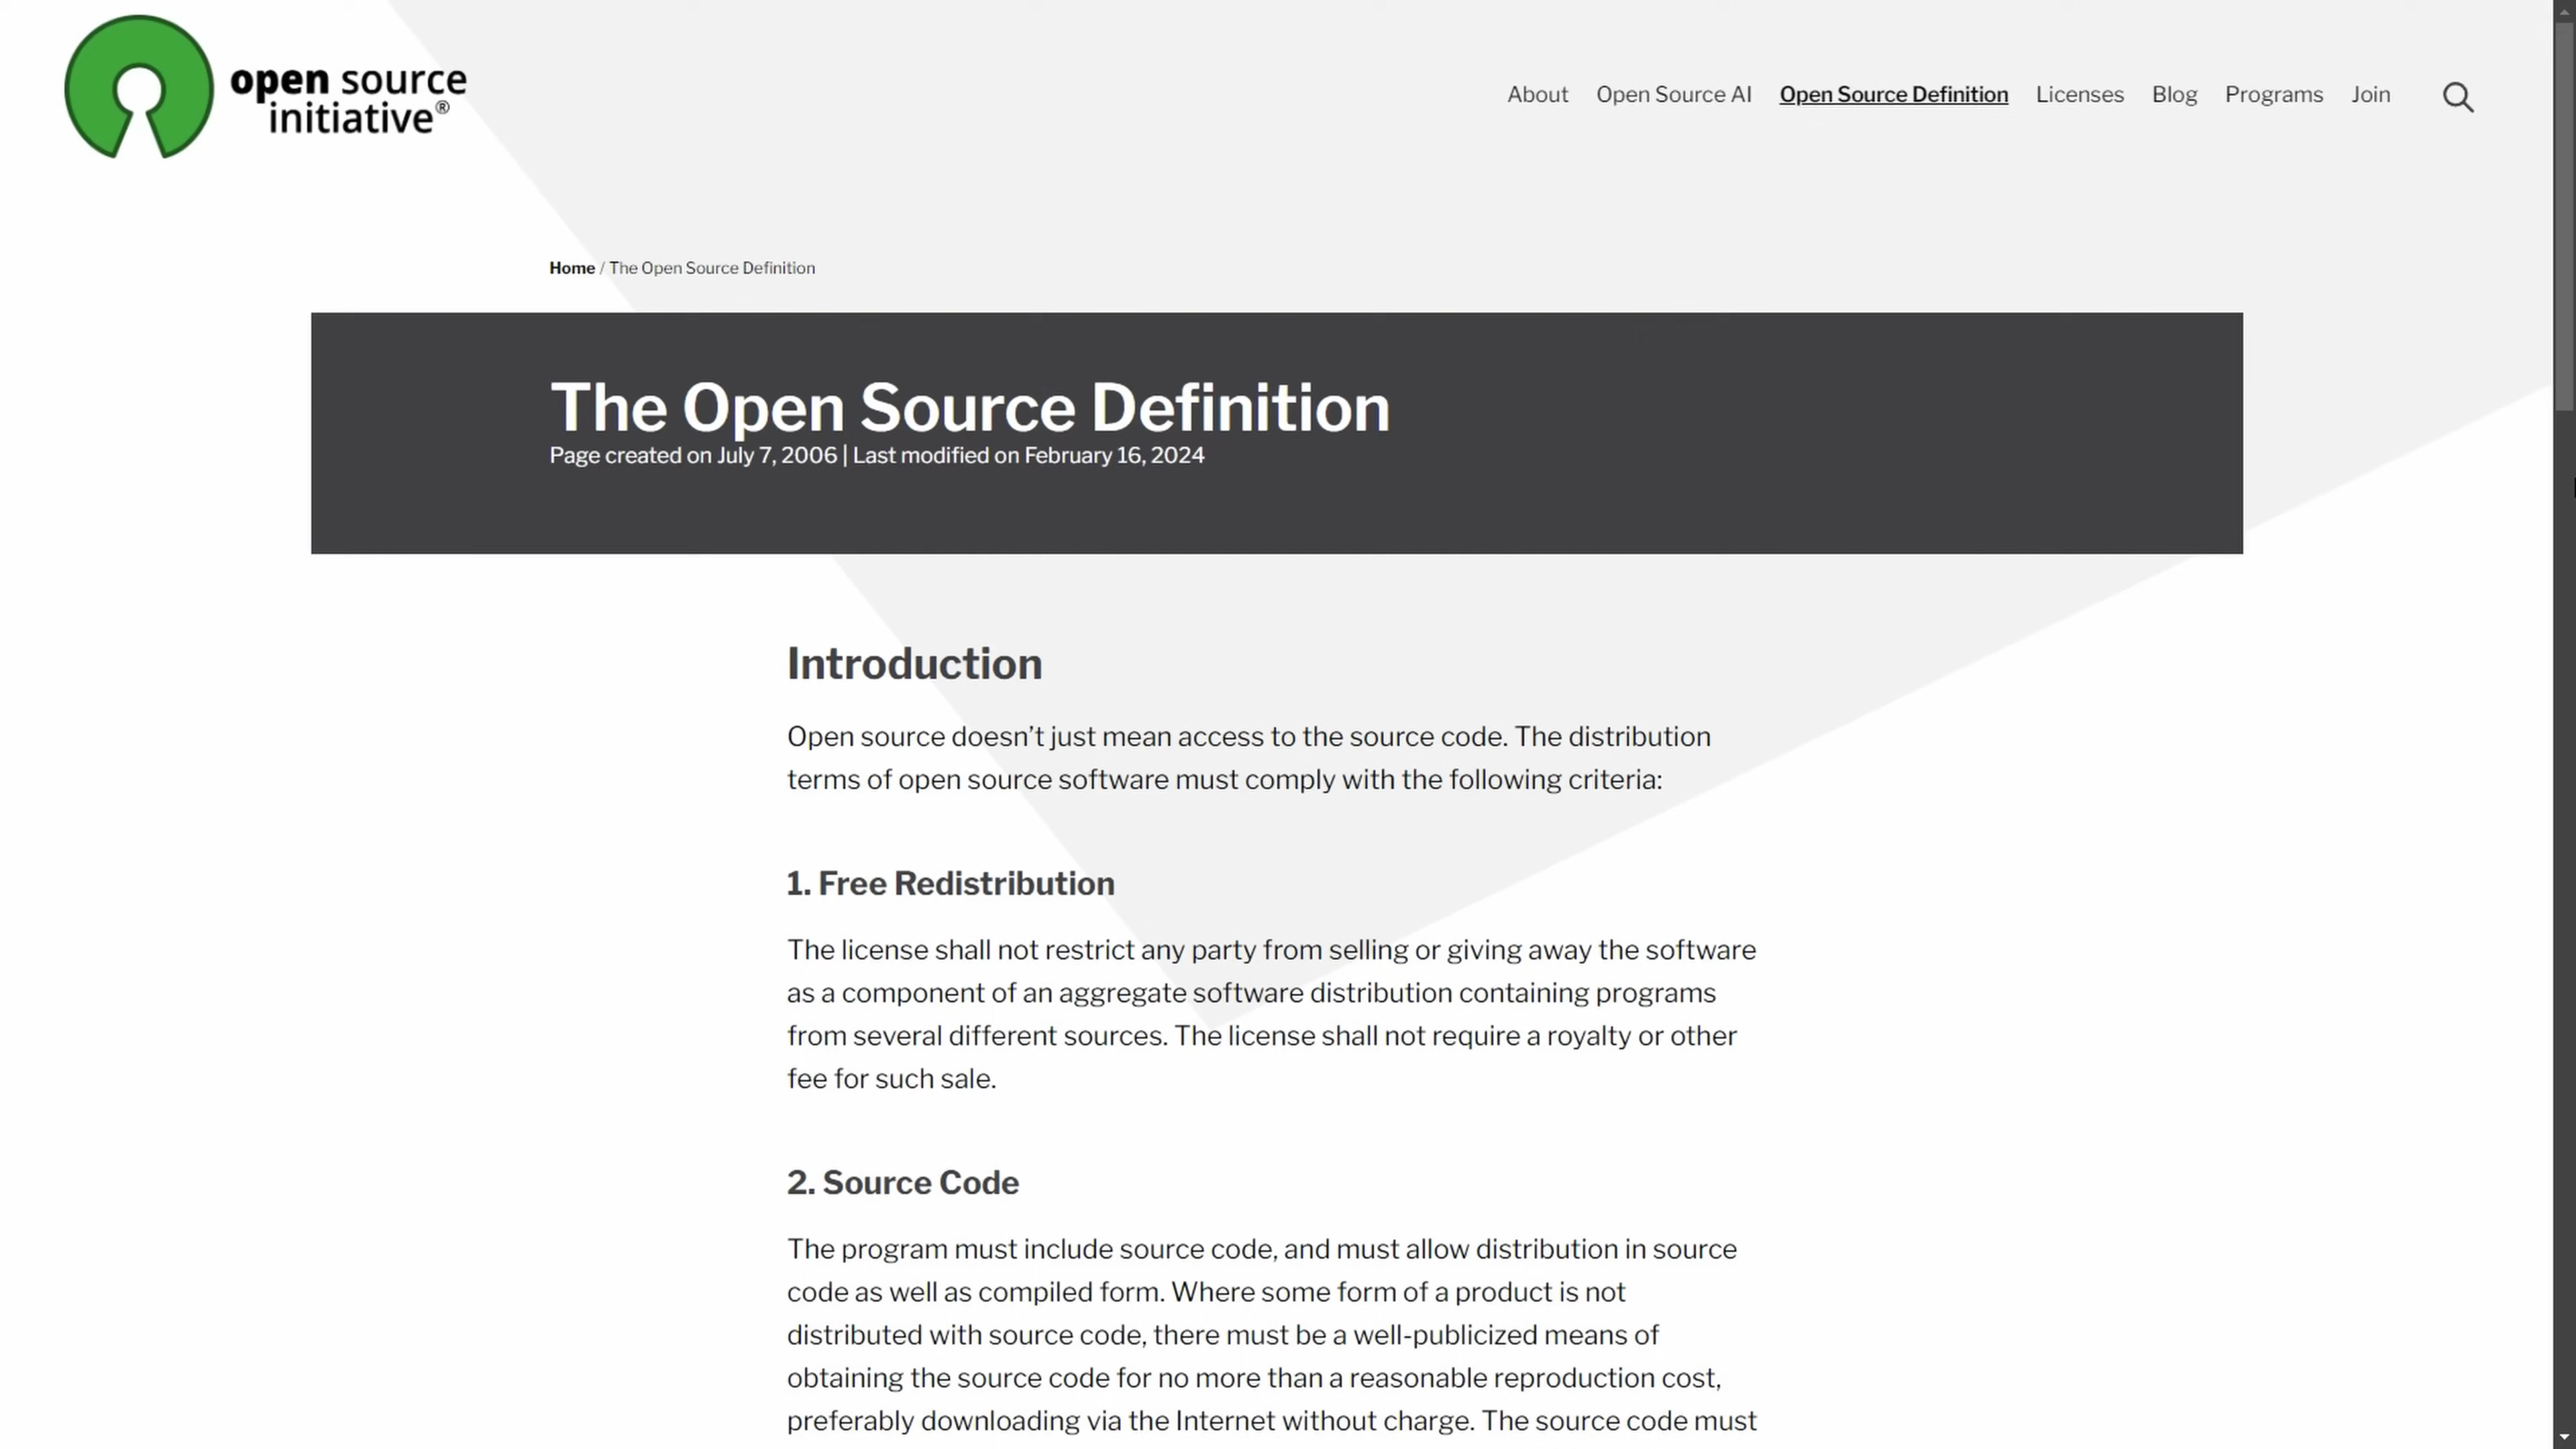 open source
initiative®
About Open Source AI Open Source Definition Licenses Blog Programs Join
Home / The Open Source Definition
The Open Source Definition
Page created on July 7, 2006 | Last modified on February 16, 2024
Introduction
Open source doesn’t just mean access to the source code. The distribution
terms of open source software must comply with the following criteria:
1. Free Redistribution
The license shall not restrict any party from selling or giving away the software
as a component of an aggregate software distribution containing programs
from several different sources. The license shall not require a royalty or other
fee for such sale.
2. Source Code
The program must include source code, and must allow distribution in source
code as well as compiled form. Where some form of a product is not
distributed with source code, there must be a well-publicized means of
obtaining the source code for no more than a reasonable reproduction cost,
preferably downloading via the Internet without charge. The source code must